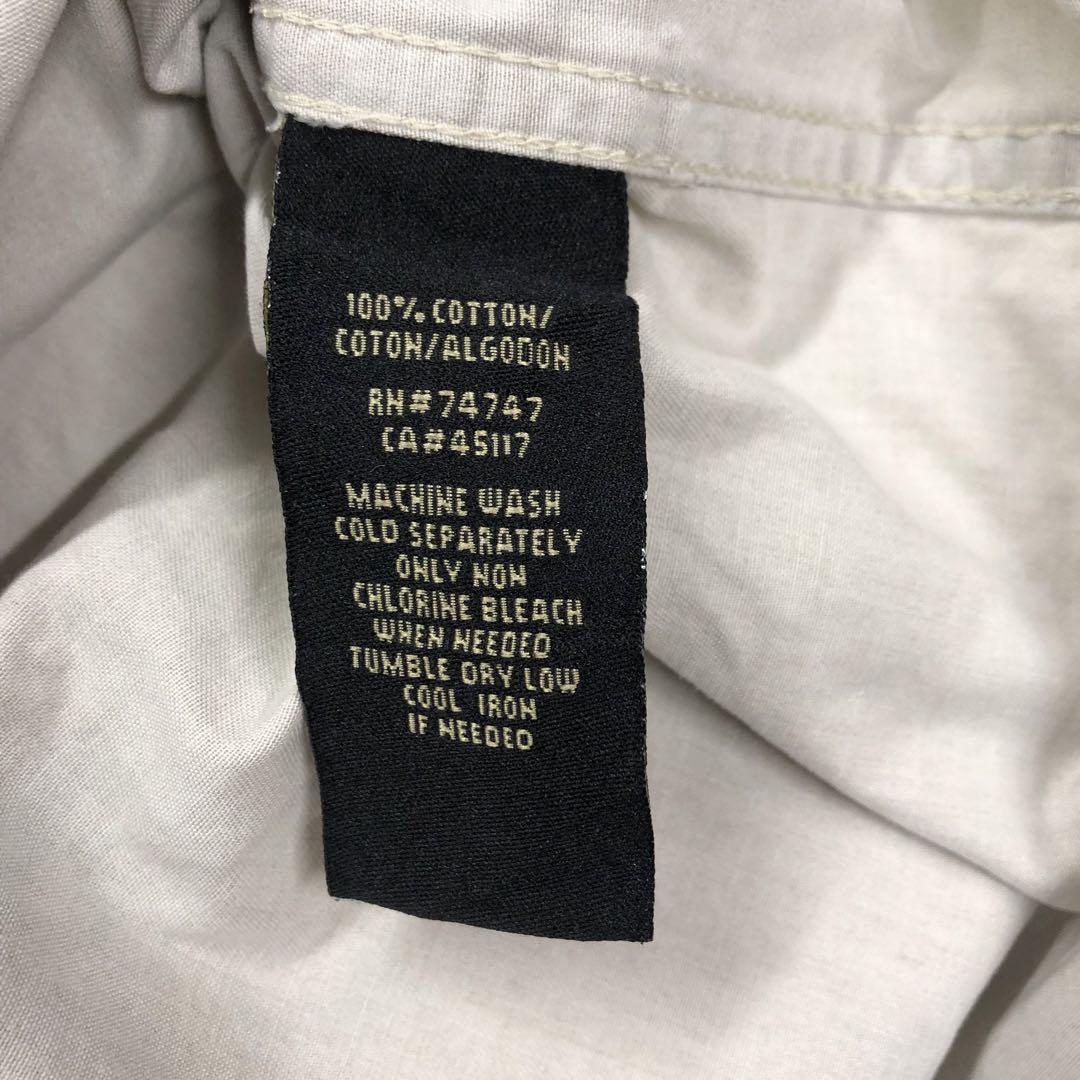 100% COTTON/
COTON/ALGODON
RN#74747
CA#45117
MACHINE WASH
COLD SEPARATELY
ONLY NON
CHLORINE BLEACH
WHEN NEEDED
TUMBLE DRY LOW
COOL IRON
IF NEEDED